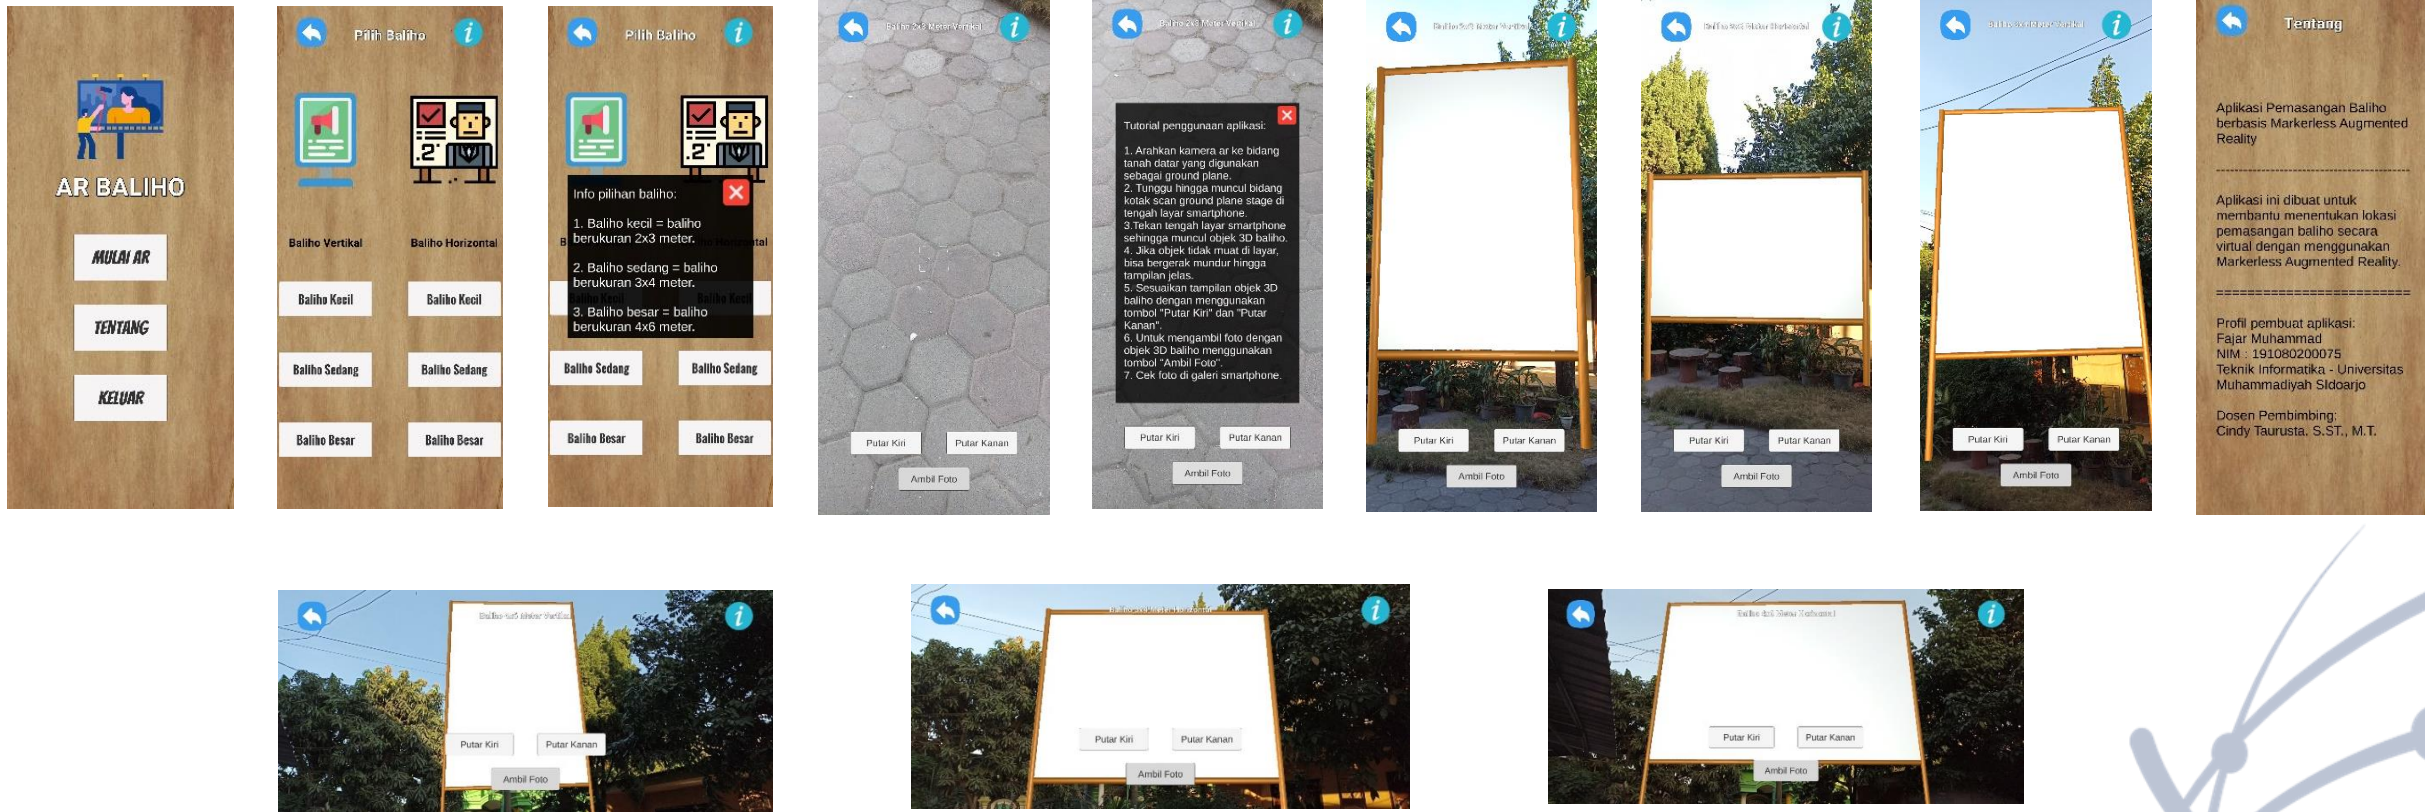 AR BALIHO
MULAI AR
TENTANG
KELUAR
Pilih Baliho
Baliho Vertikal
Baliho Horizontal
Baliho Kecil
Baliho Kecil
Baliho Sedang
Baliho Sedang
Baliho Besar
Baliho Besar
Pilih Baliho
Info pilihan baliho:
1. Baliho kecil = baliho
berukuran 2x3 meter.
2. Baliho sedang = baliho
berukuran 3x4 meter.
3. Baliho besar = baliho
berukuran 4x6 meter.
Baliho Sedang
Baliho Sedang
Baliho Besar
Baliho Besar
Baliho 2x3 Meter Vertikal
Putar Kiri
Putar Kanan
Ambil Foto
Baliho 2x3 Meter Vertikal
Tutorial penggunaan aplikasi:
1. Arahkan kamera ar ke bidang
tanah datar yang digunakan
sebagai ground plane.
2. Tunggu hingga muncul bidang
kotak scan ground plane stage di
tengah layar smartphone.
3.Tekan tengah layar smartphone
sehingga muncul objek 3D baliho.
4. Jika objek tidak muat di layar,
bisa bergerak mundur hingga
tampilan jelas.
5. Sesuaikan tampilan objek 3D
baliho dengan menggunakan
tombol "Putar Kiri" dan "Putar
Kanan".
6. Untuk mengambil foto dengan
objek 3D baliho menggunakan
tombol "Ambil Foto".
7. Cek foto di galeri smartphone.
Putar Kiri
Putar Kanan
Ambil Foto
Putar Kiri
Putar Kanan
Ambil Foto
Putar Kiri
Putar Kanan
Ambil Foto
Putar Kiri
Putar Kanan
Ambil Foto
Tentang
Aplikasi Pemasangan Baliho
berbasis Markerless Augmented
Reality
Aplikasi ini dibuat untuk
membantu menentukan lokasi
pemasangan baliho secara
virtual dengan menggunakan
Markerless Augmented Reality.
Profil pembuat aplikasi:
Fajar Muhammad
NIM : 191080200075
Teknik Informatika - Universitas
Muhammadiyah SIdoarjo
Dosen Pembimbing:
Cindy Taurusta. S.ST., M.T.
Putar Kiri
Putar Kanan
Ambil Foto
Putar Kiri
Putar Kanan
Ambil Foto
Putar Kiri
Putar Kanan
Ambil Foto